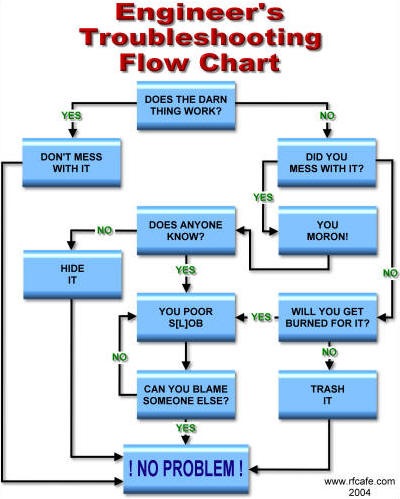 Engineer's
Troubleshooting
Flow Chart
DOES THE DARN
THING WORK?
YES
NO
DON'T MESS
WITH IT
DID YOU
MESS WITH IT?
YES
DOES ANYONE
KNOW?
YOU
MORON!
NO
NO
HIDE
IT
YES
YOU POOR
S[L]OB
YES
WILL YOU GET
BURNED FOR IT?
NO
NO
CAN YOU BLAME
SOMEONE ELSE?
TRASH
IT
YES
! NO PROBLEM !
www.rfcafe.com
2004